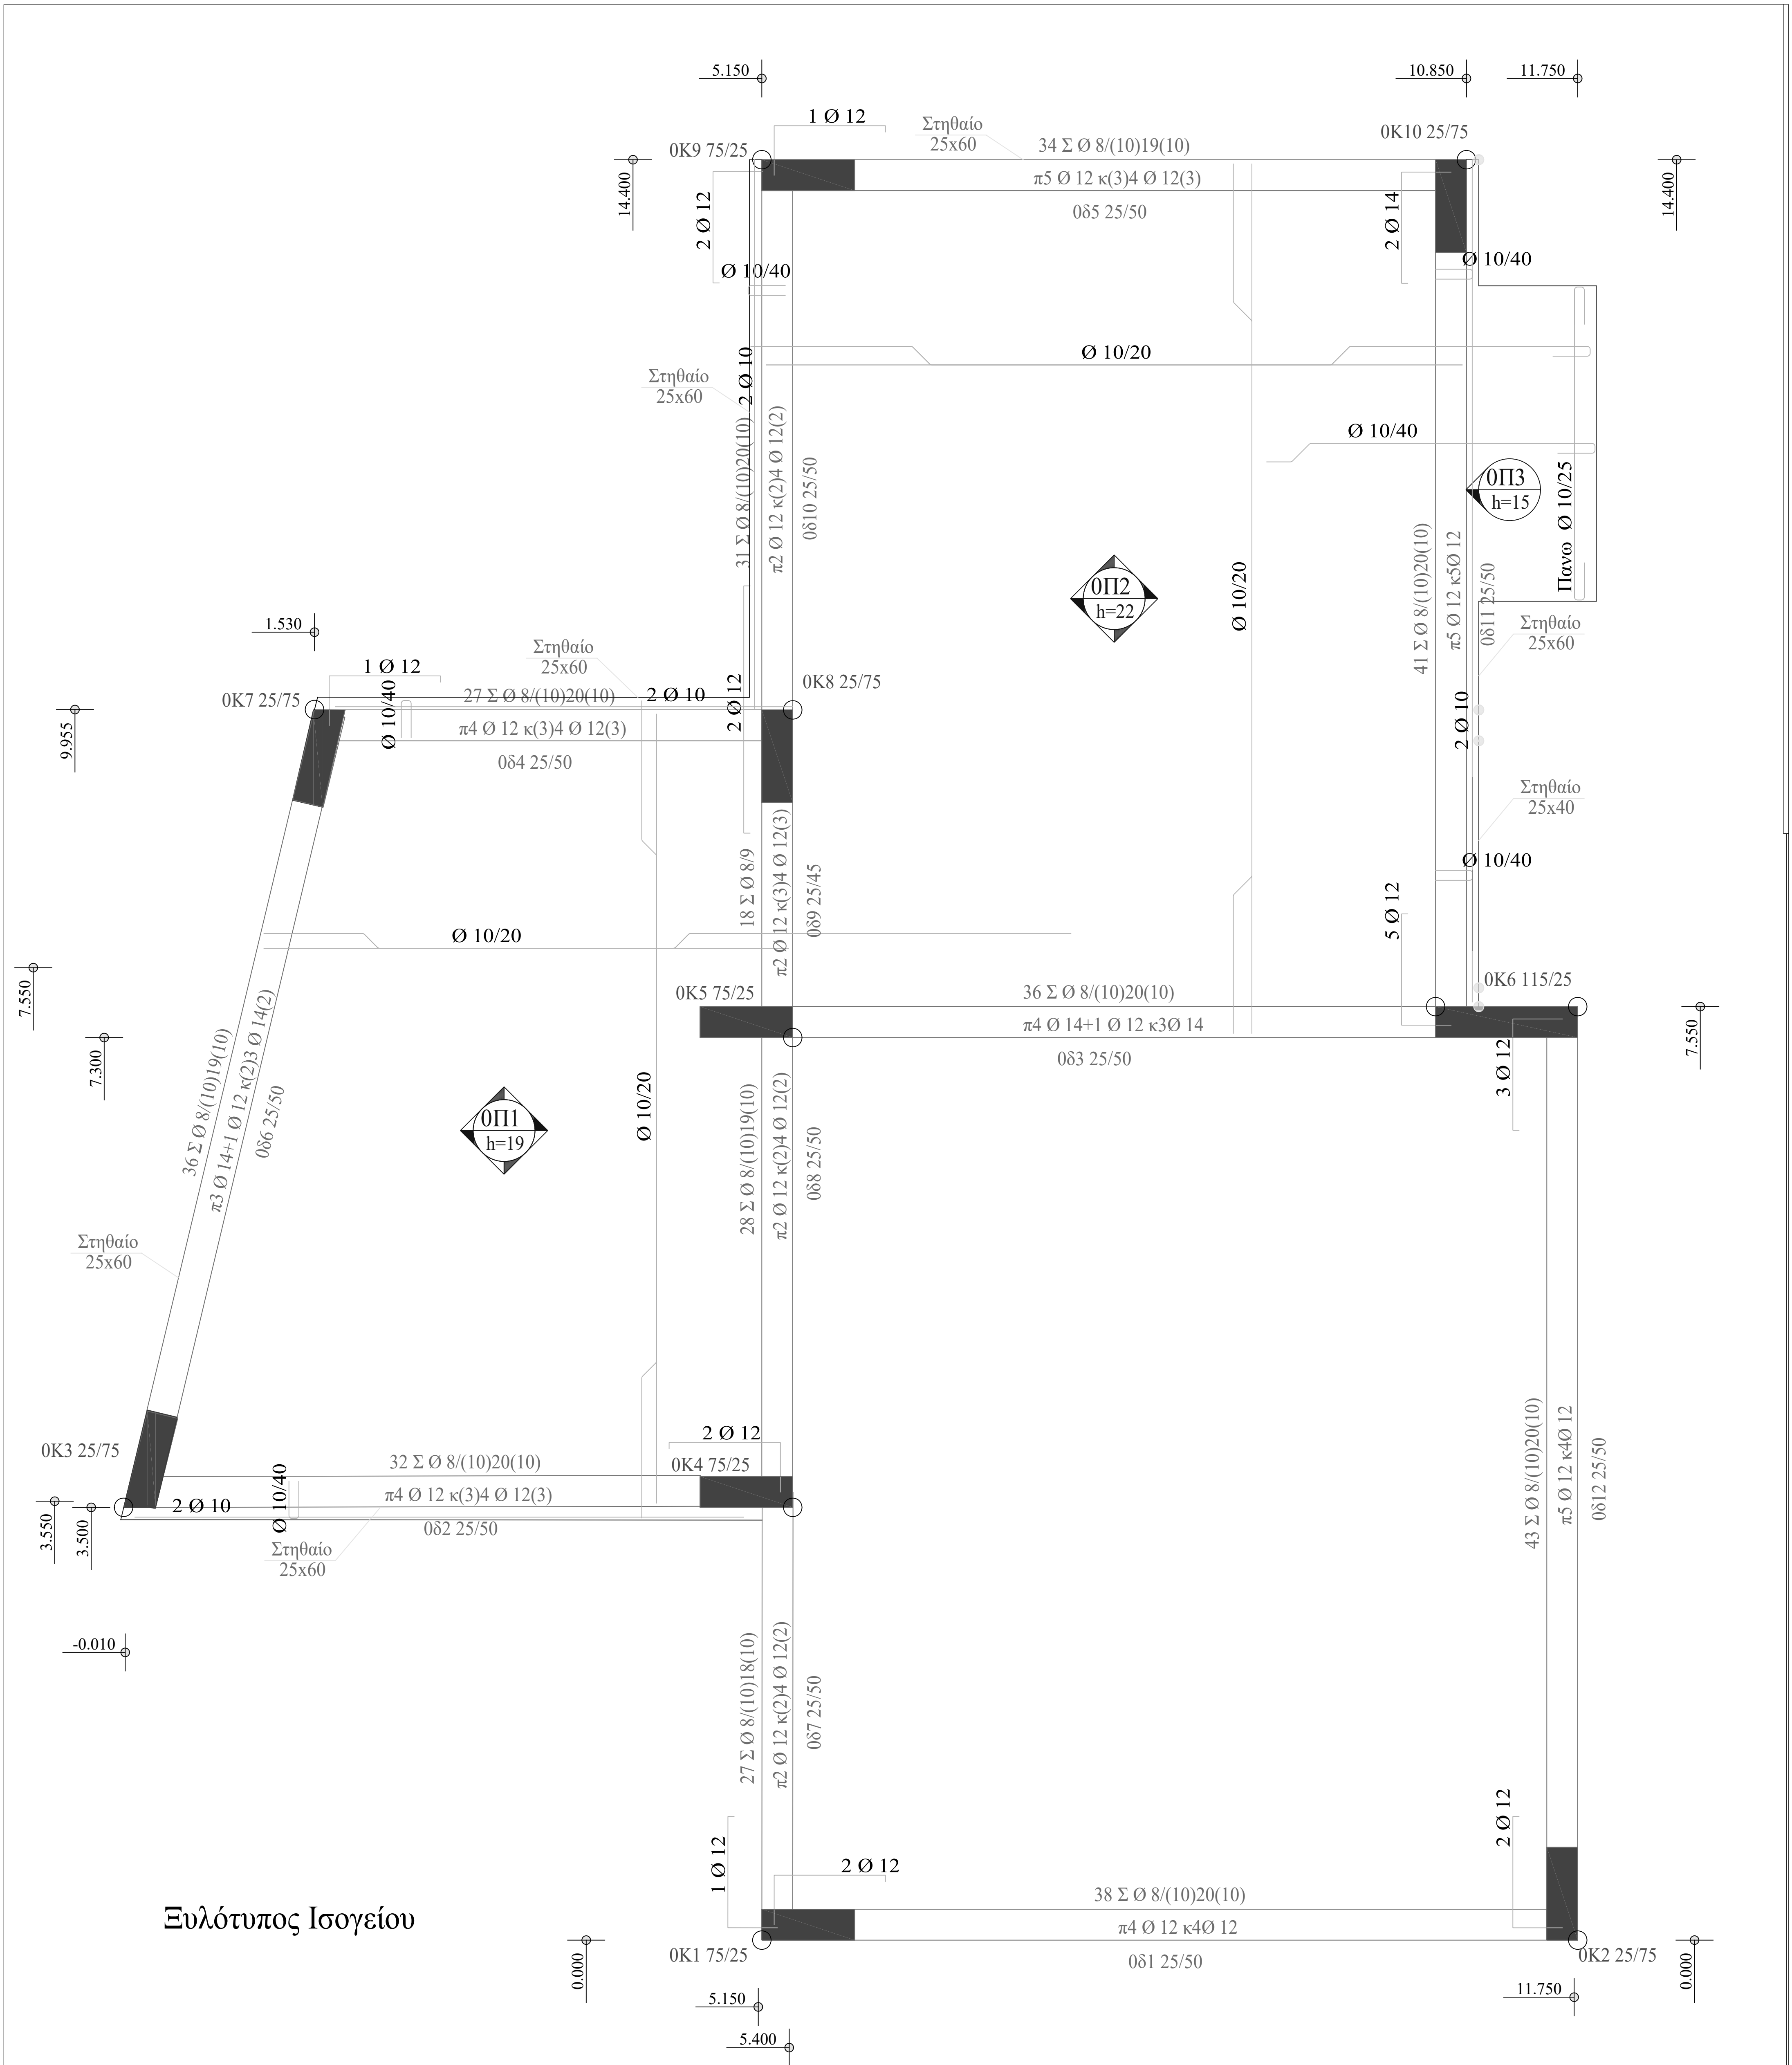 5.150
10.850
11.750
1 Ø 12
Στηθαίο
25x60
34 Σ Ø 8/(10)19(10)
0K10 25/75
0K9 75/25
π5 Ø 12 κ(3)4 Ø 12(3)
0δ5 25/50
14.400
2 Ø 12
2 Ø 14
14.400
Ø 10/40
Ø 10/40
Ø 10/20
2 Ø 10
Στηθαίο
25x60
31 Σ Ø 8/(10)20(10)
π2 Ø 12 κ(2)4 Ø 12(2)
0δ10 25/50
Ø 10/40
0Π3
h=15
Πανω Ø 10/25
41 Σ Ø 8/(10)20(10)
π5 Ø 12 κ5Ø 12
0δ11 25/50
0Π2
h=22
Ø 10/20
1.530
Στηθαίο
25x60
Στηθαίο
25x60
1 Ø 12
0K7 25/75
Ø 10/40
27 Σ Ø 8/(10)20(10)
2 Ø 10
2 Ø 12
0K8 25/75
π4 Ø 12 κ(3)4 Ø 12(3)
0δ4 25/50
9.955
2 Ø 10
Στηθαίο
25x40
Ø 10/40
18 Σ Ø 8/9
π2 Ø 12 κ(3)4 Ø 12(3)
0δ9 25/45
5 Ø 12
Ø 10/20
7.550
0K5 75/25
36 Σ Ø 8/(10)20(10)
0K6 115/25
π4 Ø 14+1 Ø 12 κ3Ø 14
0δ3 25/50
7.300
7.550
3 Ø 12
36 Σ Ø 8/(10)19(10)
π3 Ø 14+1 Ø 12 κ(2)3 Ø 14(2)
0δ6 25/50
0Π1
h=19
Ø 10/20
28 Σ Ø 8/(10)19(10)
π2 Ø 12 κ(2)4 Ø 12(2)
0δ8 25/50
Στηθαίο
25x60
0K3 25/75
2 Ø 12
32 Σ Ø 8/(10)20(10)
0K4 75/25
π4 Ø 12 κ(3)4 Ø 12(3)
2 Ø 10
Ø 10/40
0δ2 25/50
Στηθαίο
25x60
3.550
3.500
43 Σ Ø 8/(10)20(10)
π5 Ø 12 κ4Ø 12
0δ12 25/50
-0.010
27 Σ Ø 8/(10)18(10)
π2 Ø 12 κ(2)4 Ø 12(2)
0δ7 25/50
1 Ø 12
2 Ø 12
2 Ø 12
38 Σ Ø 8/(10)20(10)
π4 Ø 12 κ4Ø 12
0δ1 25/50
Ξυλότυπος Ισογείου
0K1 75/25
0K2 25/75
0.000
0.000
5.150
11.750
5.400